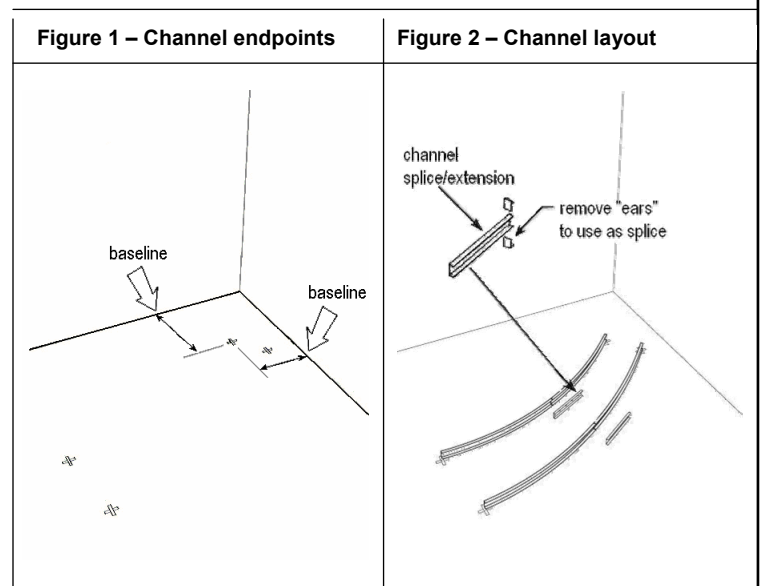 Figure 1 – Channel endpoints
Figure 2 – Channel layout
baseline
baseline
channel
splice/extension
remove "ears"
to use as splice